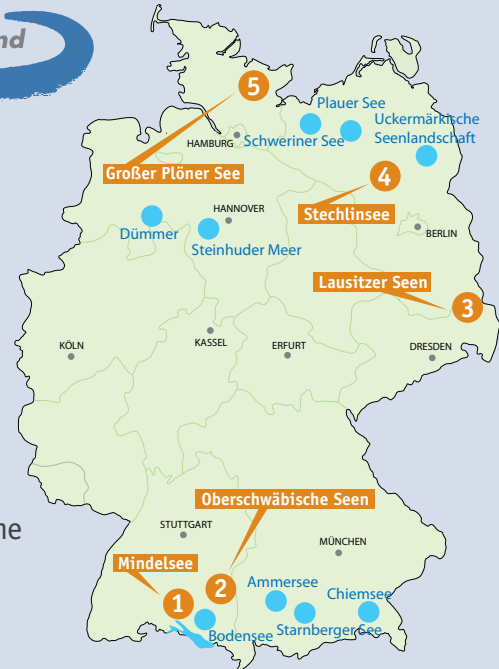 nd
5
Plauer See
Uckermärkische
Seenlandschaft
HAMBURG
Schweriner See
Großer Plöner See
4
Stechlinsee
HANNOVER
BERLIN
Dümmer
Steinhuder Meer
Lausitzer Seen
3
KÖLN
KASSEL
ERFURT
DRESDEN
Oberschwäbische Seen
ne
STUTTGART
MÜNCHEN
Mindelsee
2
Ammersee
Chiemsee
1
Bodensee
Starnberger See